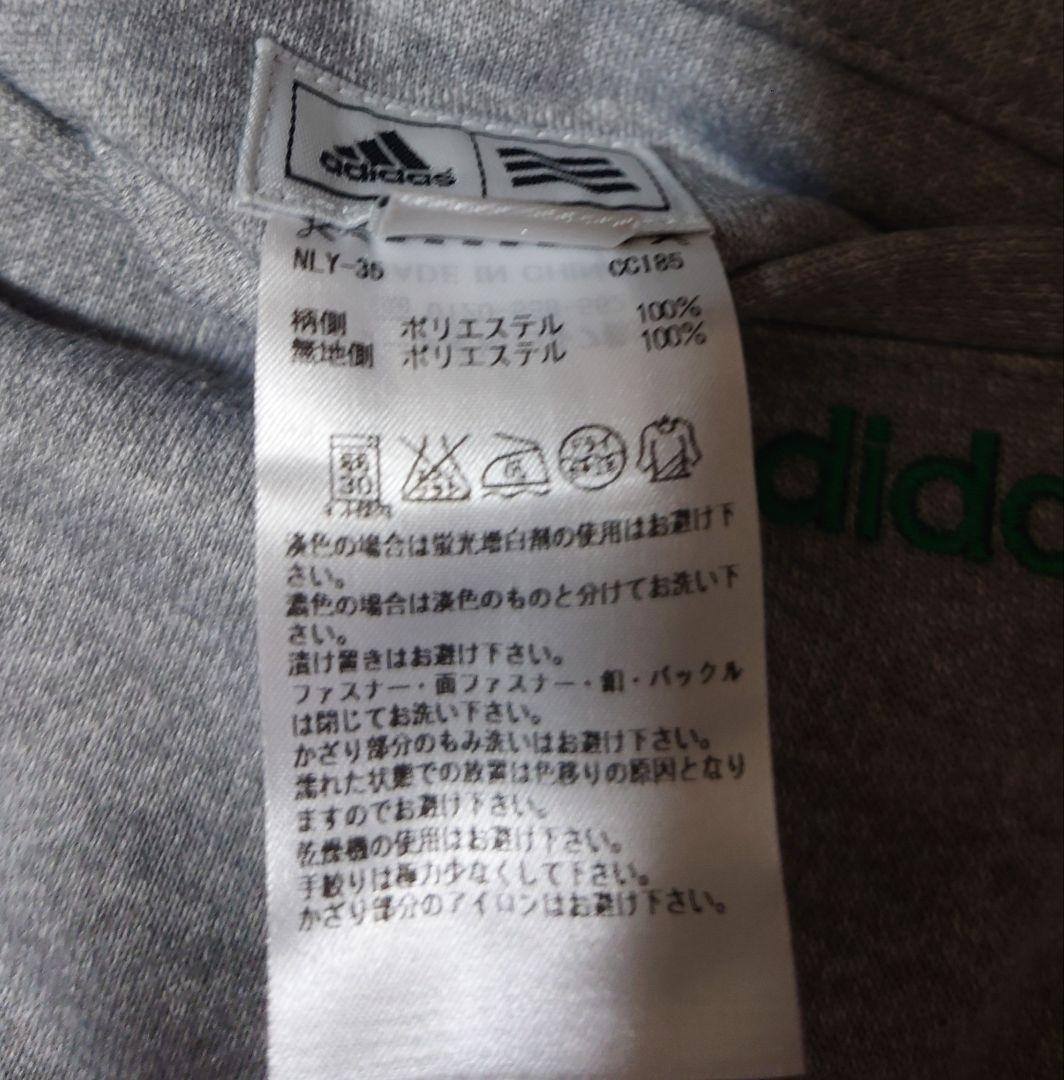 adidas
NLY-35 CC185
柄側 ポリエステル 100%
無地側 ポリエステル 100%
30
淡色の場合は蛍光増白剤の使用はお避け下
さい。
濃色の場合は淡色のものと分けてお洗い下
さい。
漬け置きはお避け下さい。
ファスナー・面ファスナー・釦・バックル
は閉じてお洗い下さい。
かざり部分のもみ洗いはお避け下さい。
濡れた状態での放置は色移りの原因となり
ますのでお避け下さい。
乾燥機の使用はお避け下さい。
手絞りは極力少なくして下さい。
かざり部分のアイロンはお避け下さい。
adida